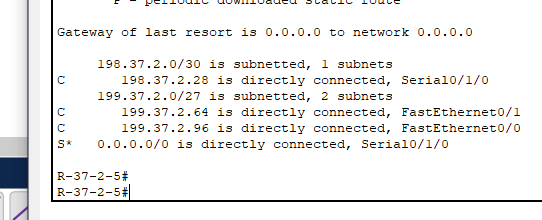 P - periodic downloaded static route
Gateway of last resort is 0.0.0.0 to network 0.0.0.0
198.37.2.0/30 is subnetted, 1 subnets
C 198.37.2.28 is directly connected, Serial0/1/0
199.37.2.0/27 is subnetted, 2 subnets
C 199.37.2.64 is directly connected, FastEthernet0/1
C 199.37.2.96 is directly connected, FastEthernet0/0
S* 0.0.0.0/0 is directly connected, Serial0/1/0
R-37-2-5#
R-37-2-5#